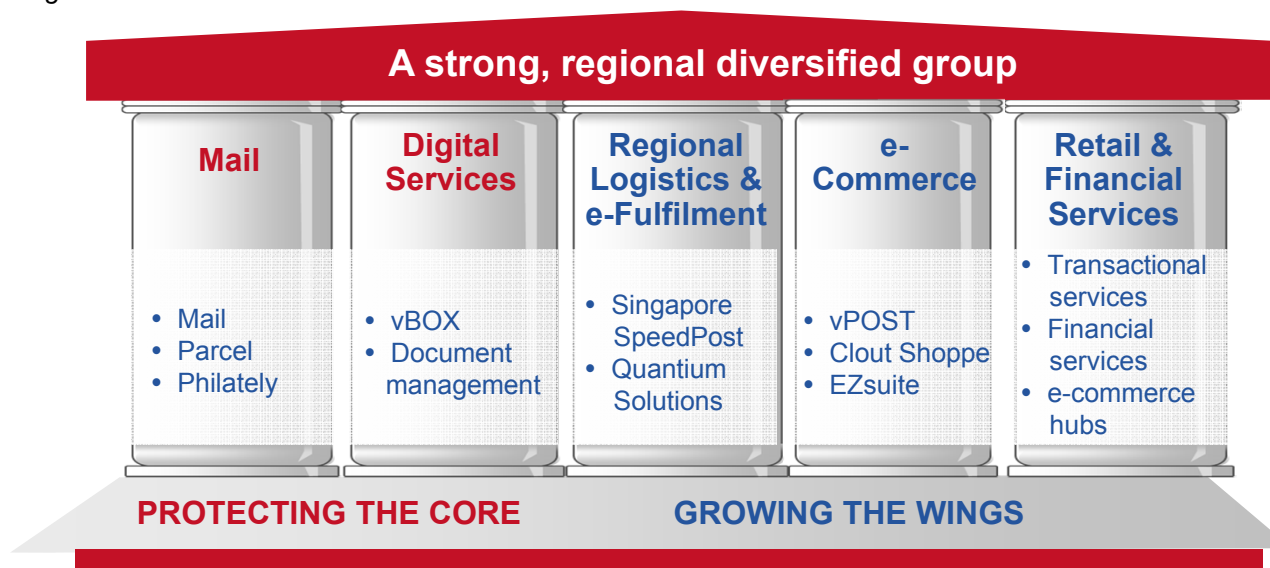 A strong, regional diversified group
Mail
• Mail
• Parcel
• Philately
Digital
Services
• vBOX
• Document
management
Regional
Logistics &
e-Fulfilment
• Singapore
SpeedPost
• Quantium
Solutions
e-
Commerce
• vPOST
• Clout Shoppe
• EZsuite
Retail &
Financial
Services
• Transactional
services
• Financial
services
• e-commerce
hubs
PROTECTING THE CORE
GROWING THE WINGS